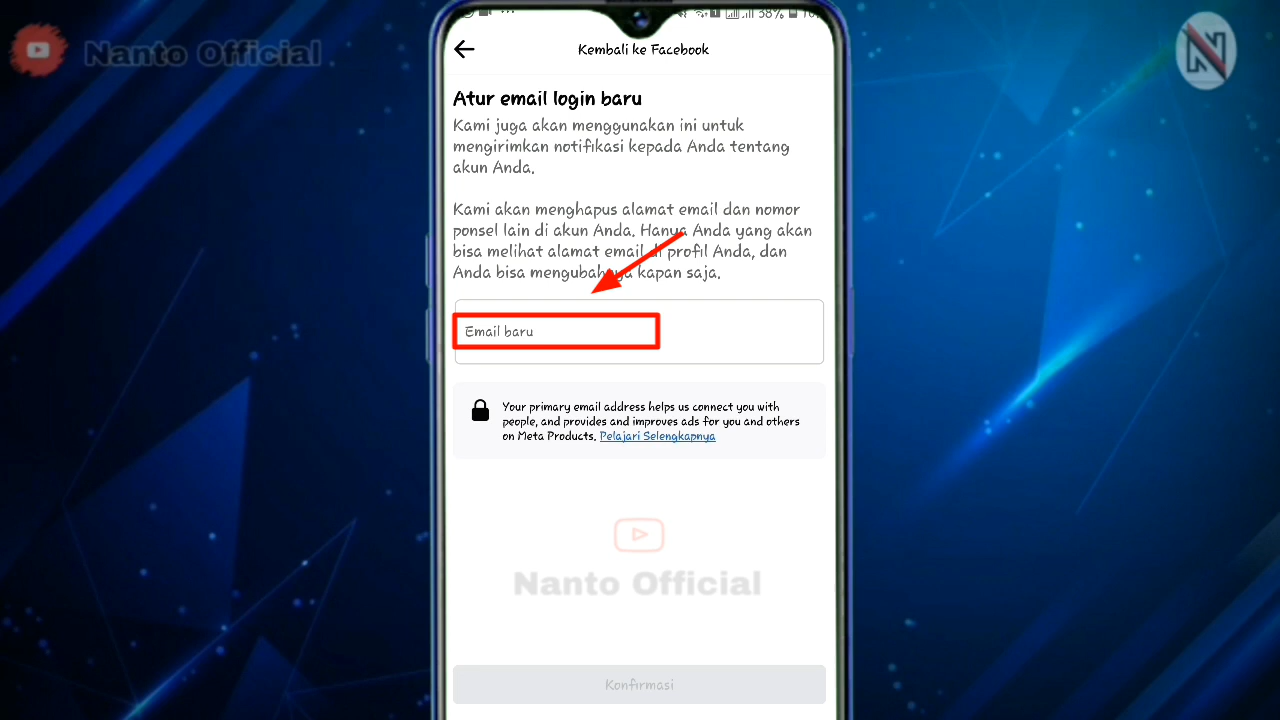 Nanto Official
38%
Kembali ke Facebook
Atur email login baru
Kami juga akan menggunakan ini untuk
mengirimkan notifikasi kepada Anda tentang
akun Anda.
Kami akan menghapus alamat email dan nomor
ponsel lain di akun Anda. Hanya Anda yang akan
bisa melihat alamat email di profil Anda, dan
Anda bisa mengubahnya kapan saja.
Email baru
Your primary email address helps us connect you with
people, and provides and improves ads for you and others
on Meta Products. Pelajari Selengkapnya
Nanto Official
Konfirmasi